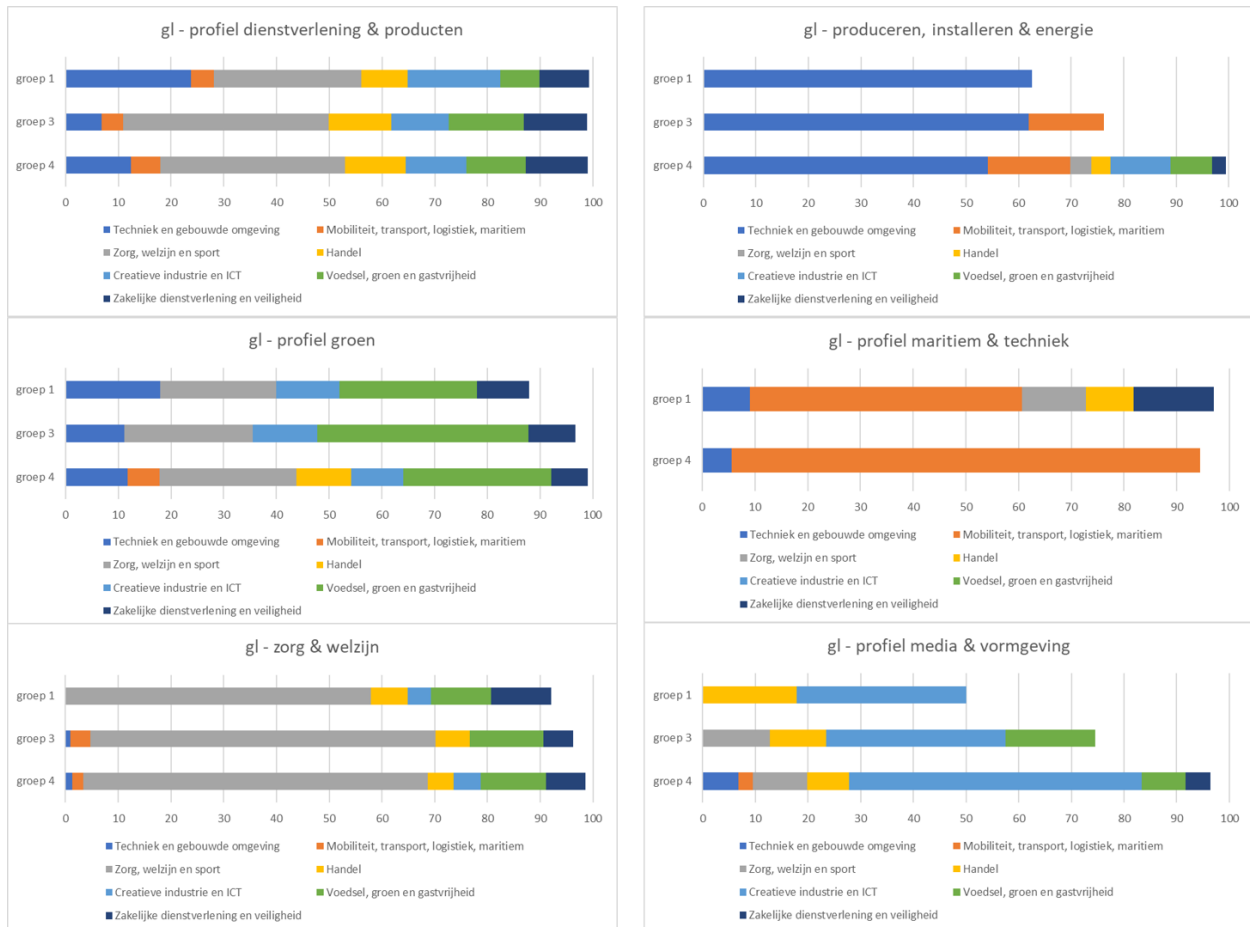 gl - profiel dienstverlening & producten
groep 1
groep 3
groep 4
0 10 20 30 40 50 60 70 80 90 100
Techniek en gebouwde omgeving Mobiliteit, transport, logistiek, maritiem
Zorg, welzijn en sport Handel
Creatieve industrie en ICT Voedsel, groen en gastvrijheid
Zakelijke dienstverlening en veiligheid
gl - produceren, installeren & energie
groep 1
groep 3
groep 4
0 10 20 30 40 50 60 70 80 90 100
Techniek en gebouwde omgeving Mobiliteit, transport, logistiek, maritiem
Zorg, welzijn en sport Handel
Creatieve industrie en ICT Voedsel, groen en gastvrijheid
Zakelijke dienstverlening en veiligheid
gl - profiel groen
groep 1
groep 3
groep 4
0 10 20 30 40 50 60 70 80 90 100
Techniek en gebouwde omgeving Mobiliteit, transport, logistiek, maritiem
Zorg, welzijn en sport Handel
Creatieve industrie en ICT Voedsel, groen en gastvrijheid
Zakelijke dienstverlening en veiligheid
gl - profiel maritiem & techniek
groep 1
groep 4
0 10 20 30 40 50 60 70 80 90 100
Techniek en gebouwde omgeving Mobiliteit, transport, logistiek, maritiem
Zorg, welzijn en sport Handel
Creatieve industrie en ICT Voedsel, groen en gastvrijheid
Zakelijke dienstverlening en veiligheid
gl - zorg & welzijn
groep 1
groep 3
groep 4
0 10 20 30 40 50 60 70 80 90 100
Techniek en gebouwde omgeving Mobiliteit, transport, logistiek, maritiem
Zorg, welzijn en sport Handel
Creatieve industrie en ICT Voedsel, groen en gastvrijheid
Zakelijke dienstverlening en veiligheid
gl - profiel media & vormgeving
groep 1
groep 3
groep 4
0 10 20 30 40 50 60 70 80 90 100
Techniek en gebouwde omgeving Mobiliteit, transport, logistiek, maritiem
Zorg, welzijn en sport Handel
Creatieve industrie en ICT Voedsel, groen en gastvrijheid
Zakelijke dienstverlening en veiligheid